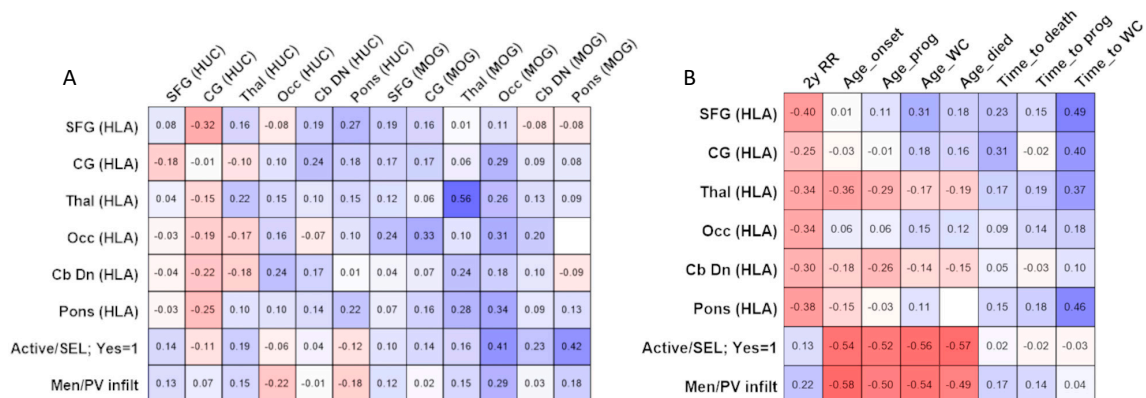 A
SFG (HUC) CG (HUC) Thal (HUC) Occ (HUC) Cb DN (HUC) Pons (HUC) SFG (MOG) CG (MOG) Thal (MOG) Occ (MOG) Cb DN (MOG) Pons (MOG)
SFG (HLA) 0.08 -0.32 0.16 -0.08 0.19 0.27 0.19 0.16 0.01 0.11 -0.08 -0.08
CG (HLA) -0.18 -0.01 -0.10 0.10 0.24 0.18 0.17 0.17 0.06 0.29 0.09 0.08
Thal (HLA) 0.04 -0.15 0.22 0.15 0.10 0.15 0.12 0.06 0.56 0.26 0.13 0.09
Occ (HLA) -0.03 -0.19 -0.17 0.16 -0.07 0.10 0.24 0.33 0.10 0.31 0.20
Cb Dn (HLA) -0.04 -0.22 -0.18 0.24 0.17 0.01 0.04 0.07 0.24 0.18 0.10 -0.09
Pons (HLA) -0.03 -0.25 0.10 0.10 0.14 0.22 0.07 0.16 0.28 0.34 0.09 0.13
Active/SEL; Yes=1 0.14 -0.11 0.19 -0.06 0.04 -0.12 0.10 0.14 0.16 0.41 0.23 0.42
Men/PV infilt 0.13 0.07 0.15 -0.22 -0.01 -0.18 0.12 0.02 0.15 0.29 0.03 0.18
B
2y RR Age_onset Age_prog Age_WC Age_died Time_to death Time_to prog Time_to WC
SFG (HLA) -0.40 0.01 0.11 0.31 0.18 0.23 0.15 0.49
CG (HLA) -0.25 -0.03 -0.01 0.18 0.16 0.31 -0.02 0.40
Thal (HLA) -0.34 -0.36 -0.29 -0.17 -0.19 0.17 0.19 0.37
Occ (HLA) -0.34 0.06 0.06 0.15 0.12 0.09 0.14 0.18
Cb Dn (HLA) -0.30 -0.18 -0.26 -0.14 -0.15 0.05 -0.03 0.10
Pons (HLA) -0.38 -0.15 -0.03 0.11 0.15 0.18 0.46
Active/SEL; Yes=1 0.13 -0.54 -0.52 -0.56 -0.57 0.02 -0.02 -0.03
Men/PV infilt 0.22 -0.58 -0.50 -0.54 -0.49 0.17 0.14 0.04